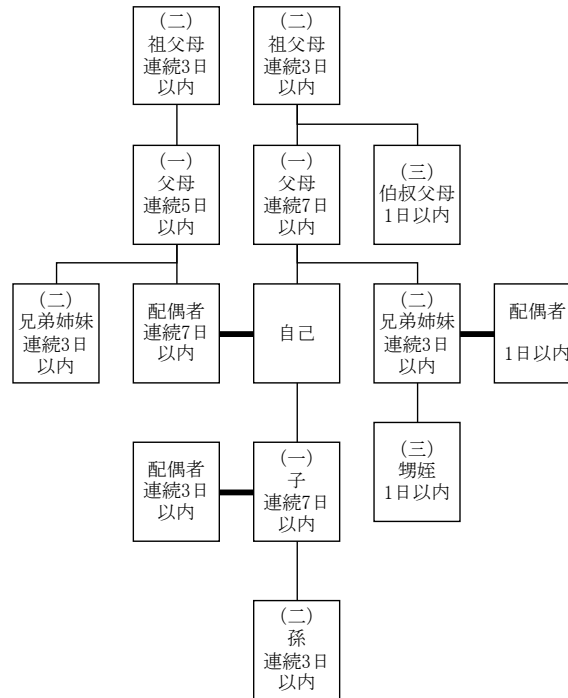 (二)
祖父母
連続3日
以内
(二)
祖父母
連続3日
以内
(一)
父母
連続5日
以内
(一)
父母
連続7日
以内
(三)
伯叔父母
1日以内
(二)
兄弟姉妹
連続3日
以内
配偶者
連続7日
以内
自己
(二)
兄弟姉妹
連続3日
以内
配偶者
1日以内
配偶者
連続3日
以内
(一)
子
連続7日
以内
(三)
甥姪
1日以内
(二)
孫
連続3日
以内